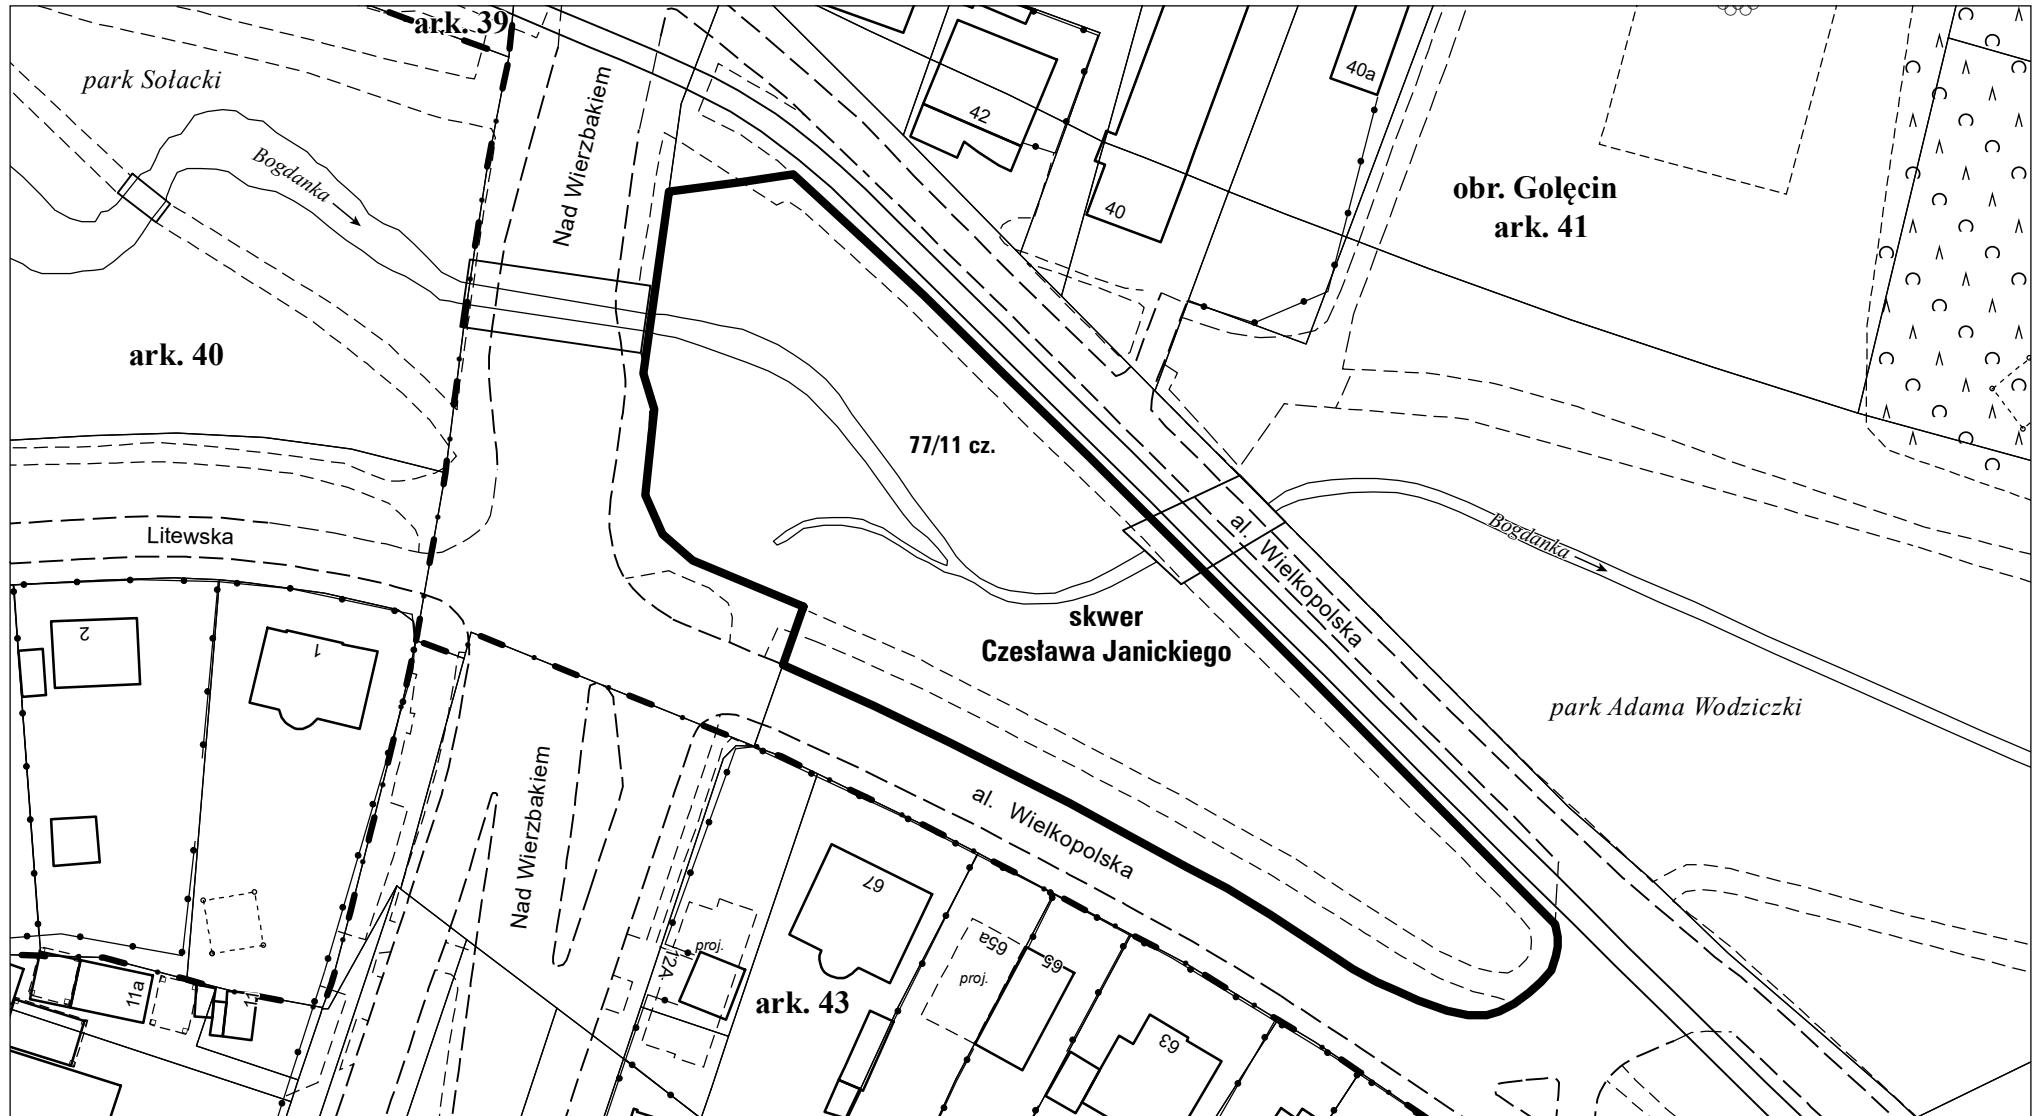 ark. 39
park Sołacki
Nad Wierzbakiem
42
40a
Bogdanka
40
obr. Golęcin
ark. 41
ark. 40
77/11 cz.
Litewska
al. Wielkopolska
Bogdanka
skwer
Czesława Janickiego
2
1
park Adama Wodziczki
Nad Wierzbakiem
al. Wielkopolska
67
proj.
12A
65a
65
proj.
11a
11
ark. 43
63